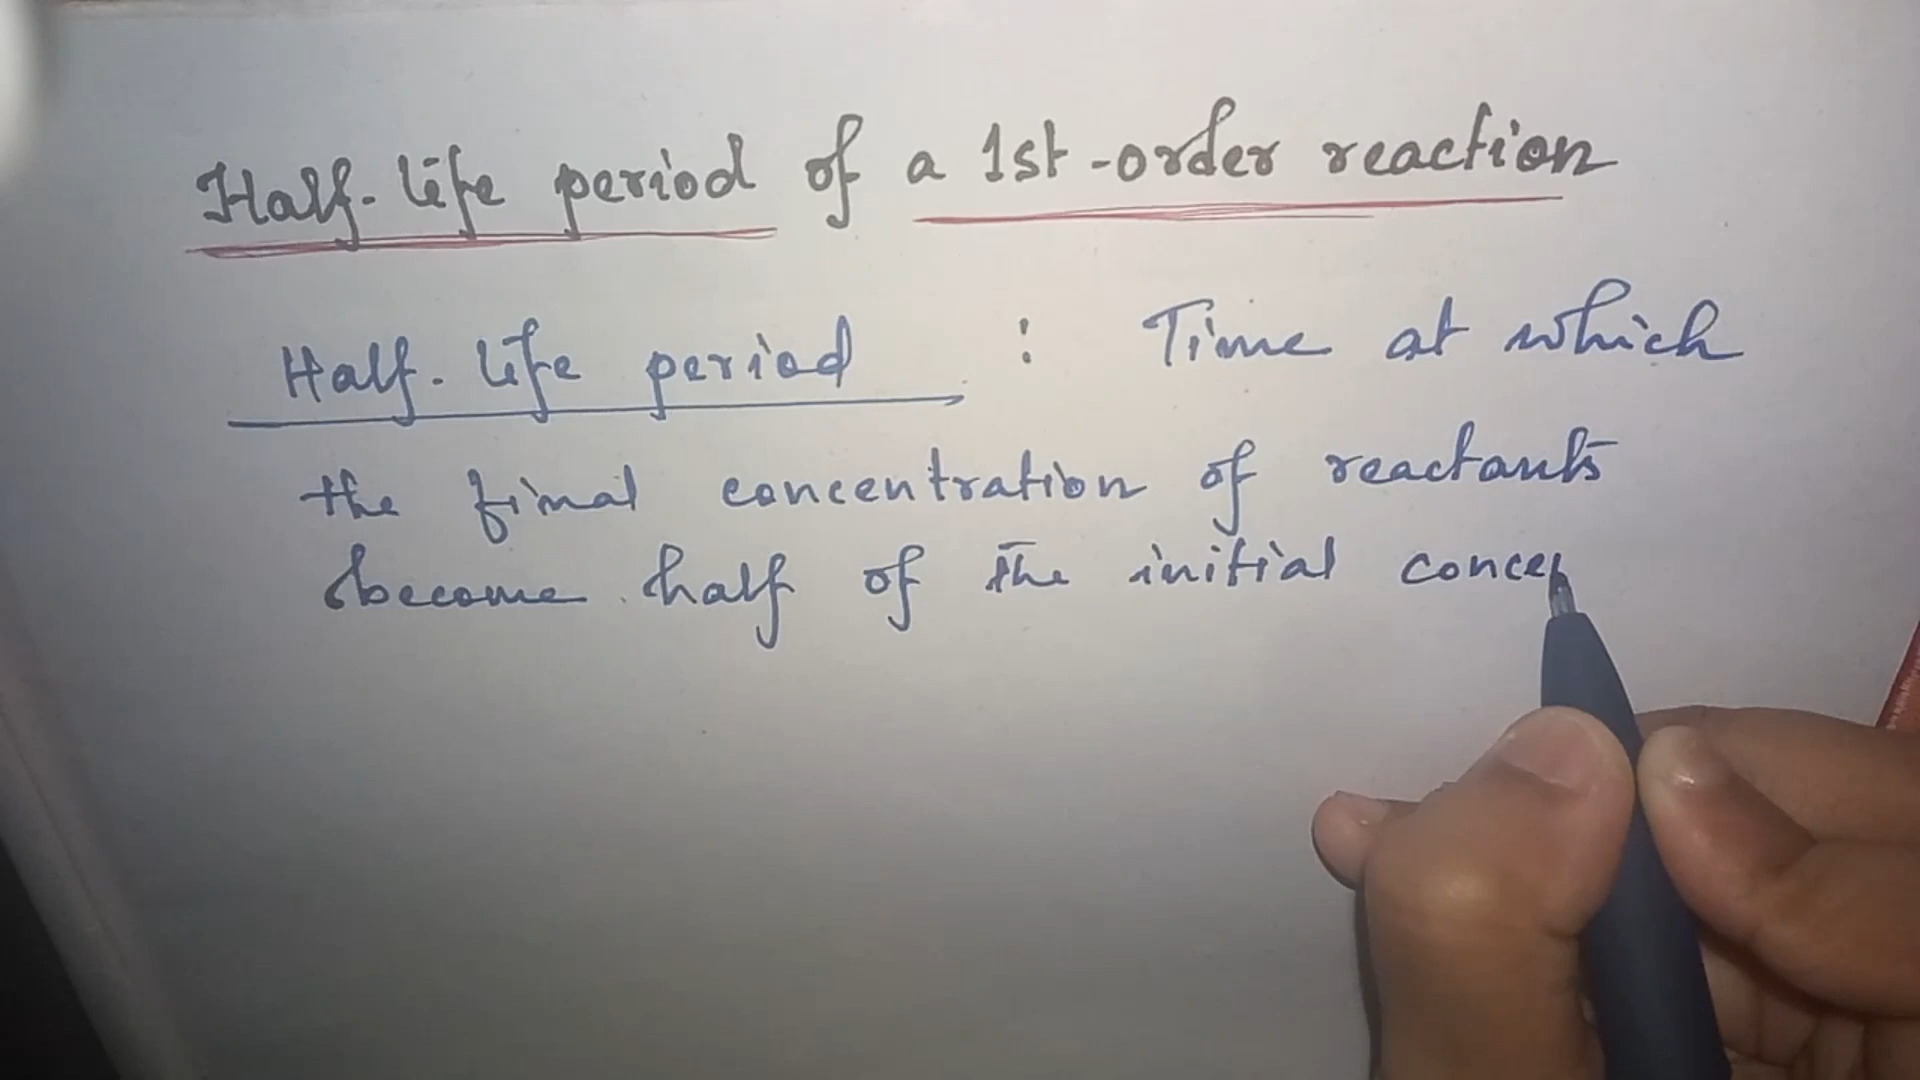 Half-life period of a 1st-order reaction
Half-life period : Time at which
the final concentration of reactants
become half of the initial concen